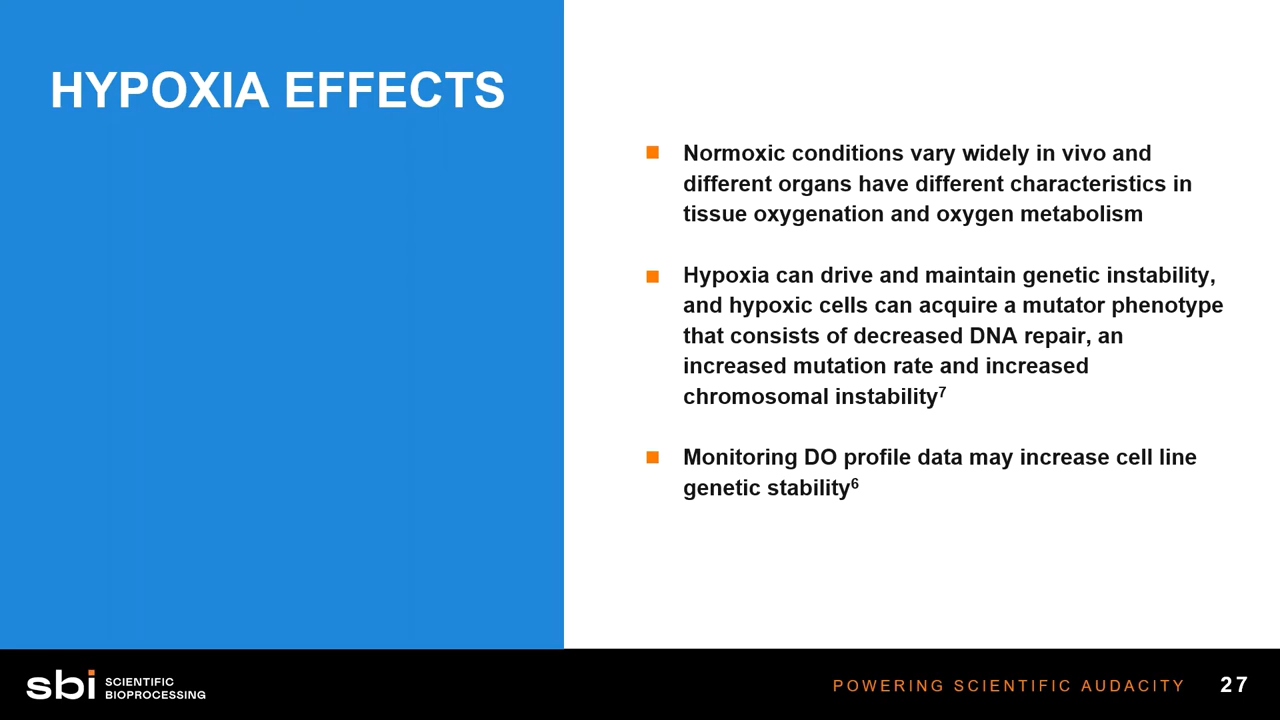 HYPOXIA EFFECTS
Normoxic conditions vary widely in vivo and
different organs have different characteristics in
tissue oxygenation and oxygen metabolism
Hypoxia can drive and maintain genetic instability,
and hypoxic cells can acquire a mutator phenotype
that consists of decreased DNA repair, an
increased mutation rate and increased
chromosomal instability⁷
Monitoring DO profile data may increase cell line
genetic stability⁶
sbi SCIENTIFIC
BIOPROCESSING
POWERING SCIENTIFIC AUDACITY 27